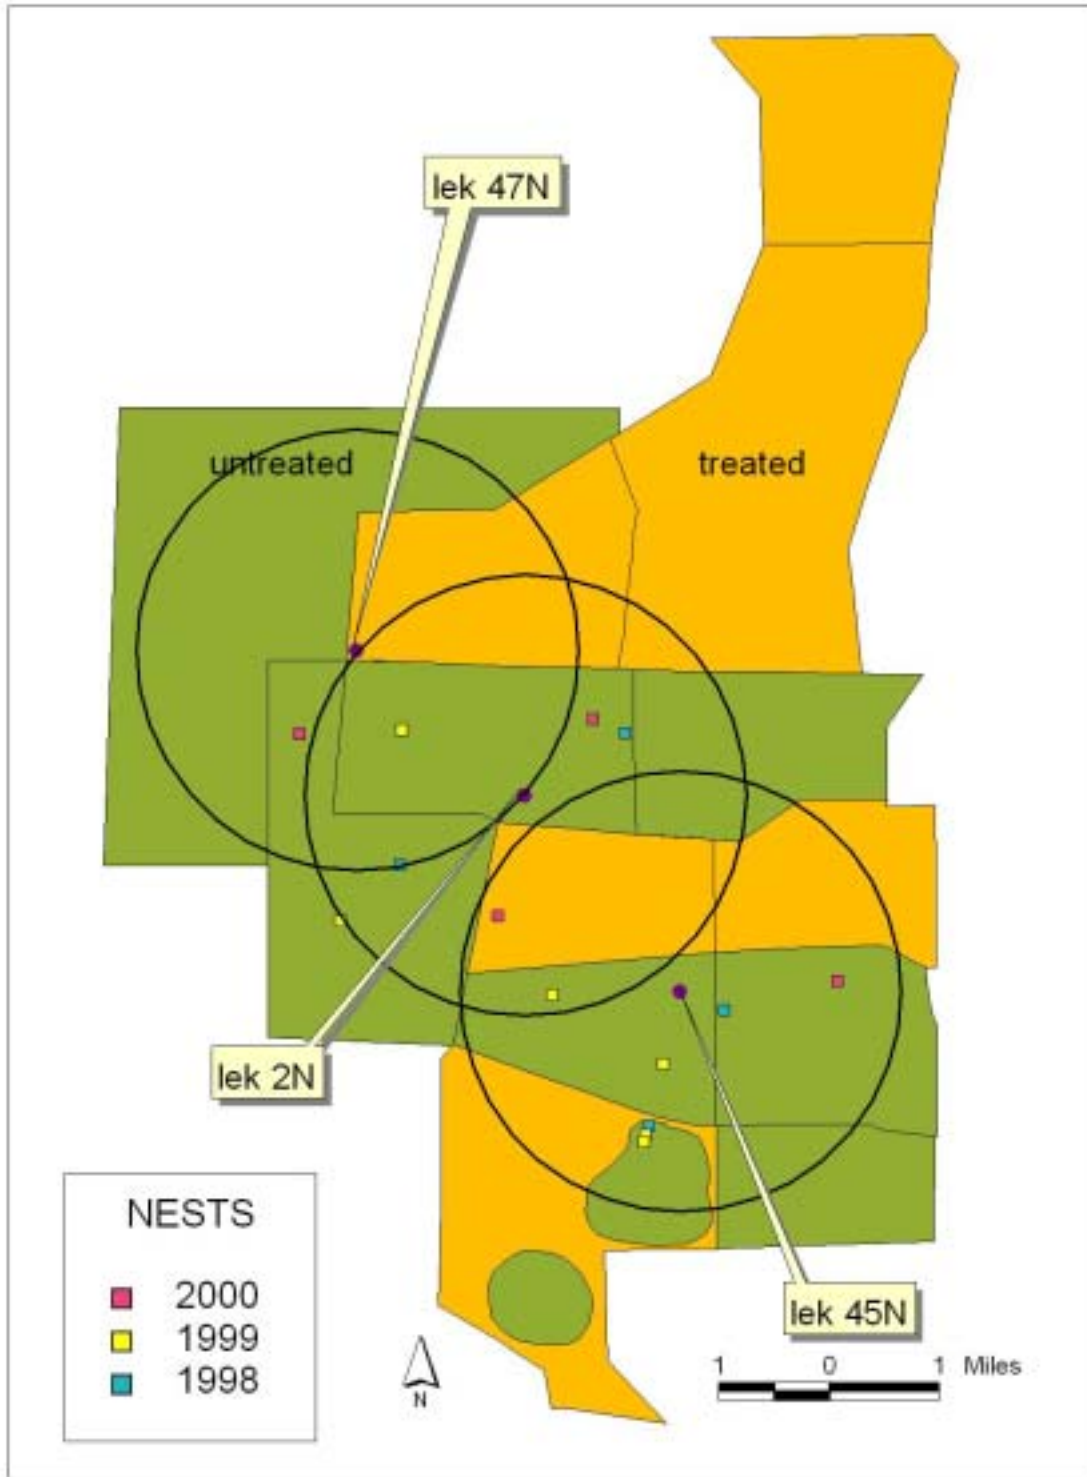 lek 47N
untreated
treated
lek 2N
lek 45N
NESTS
2000
1999
1998
N
1 0 1 Miles